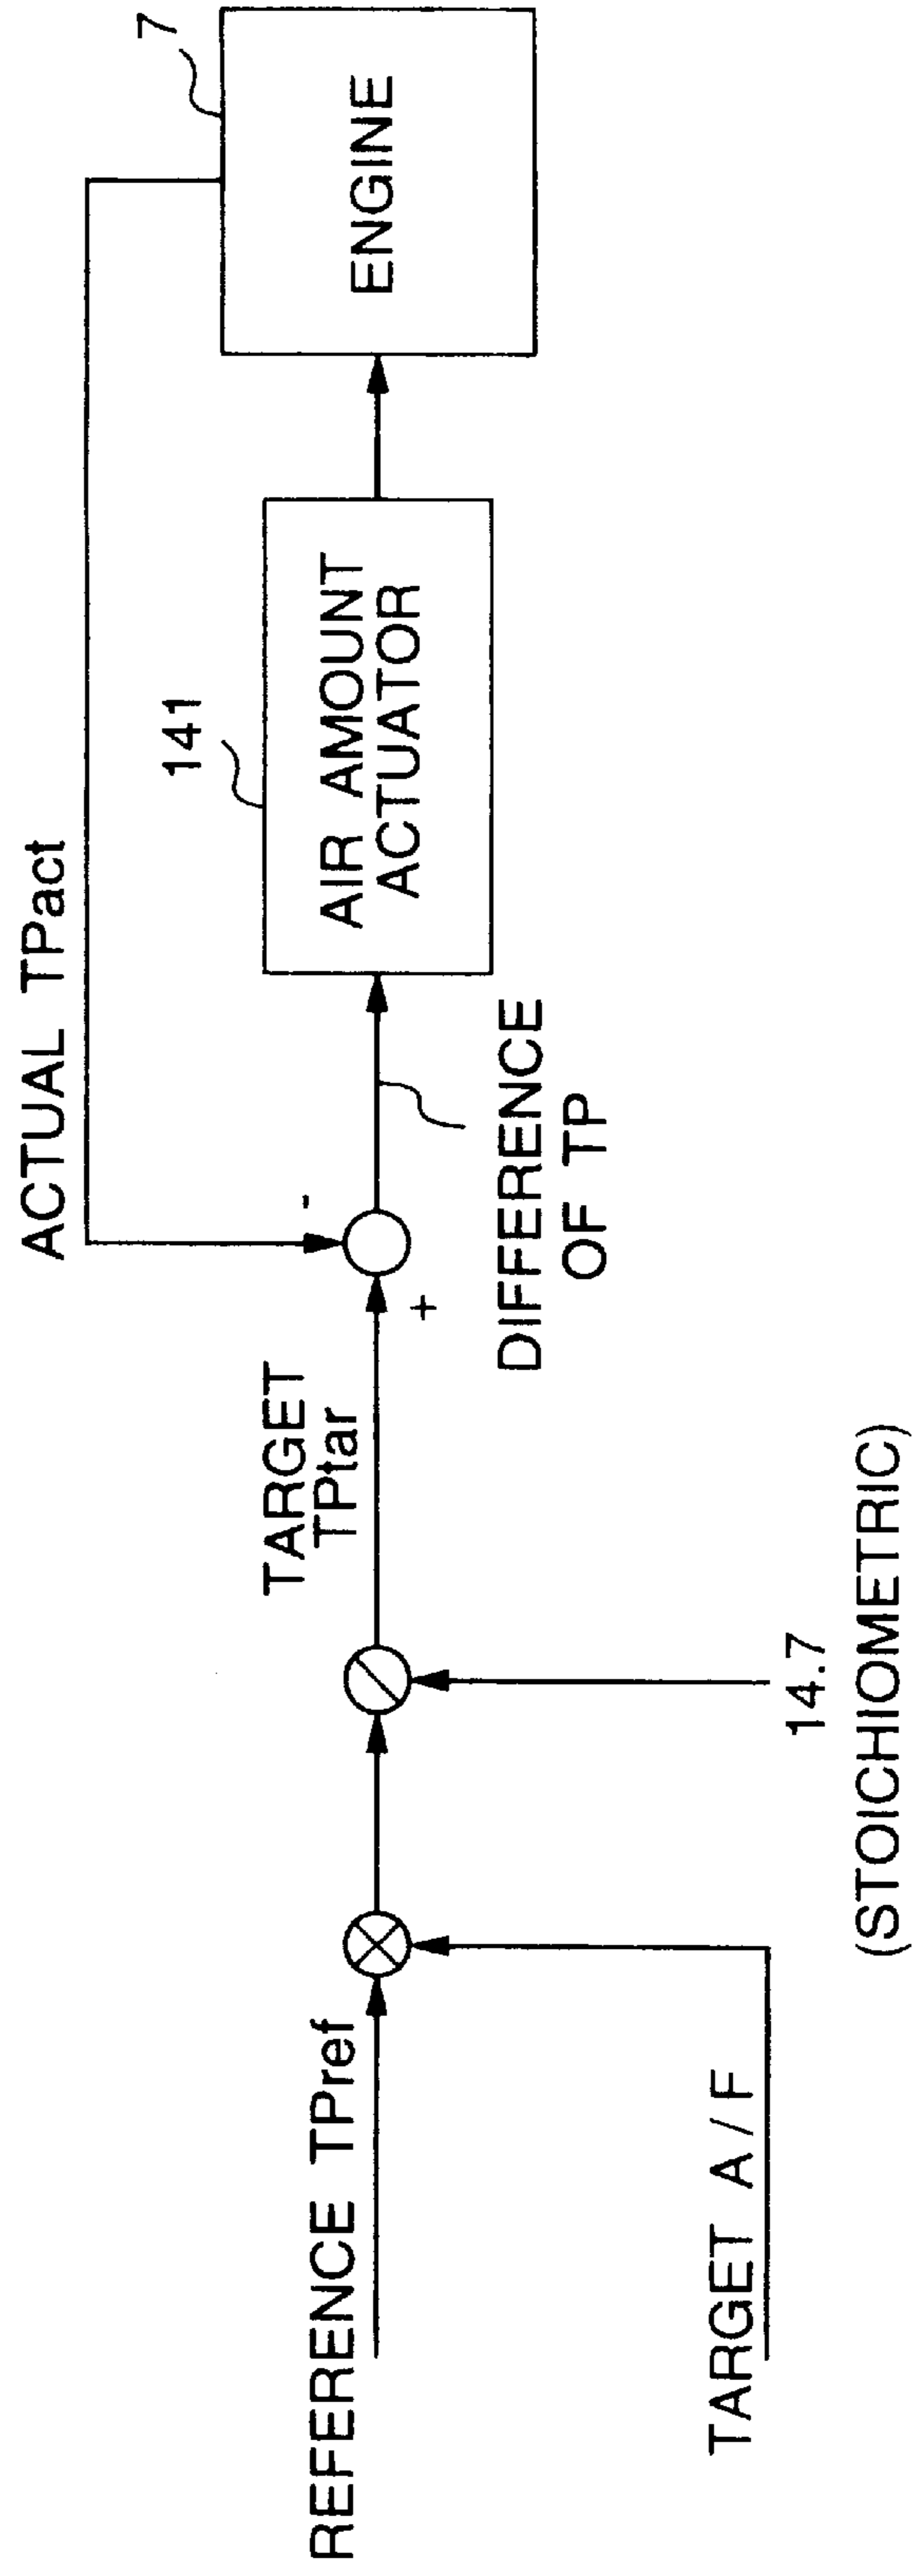 REFERENCE TPref
TARGET A/F
14.7
(STOICHIOMETRIC)
TARGET
TPtar
+
-
DIFFERENCE
OF TP
ACTUAL TPact
141
AIR AMOUNT
ACTUATOR
7
ENGINE